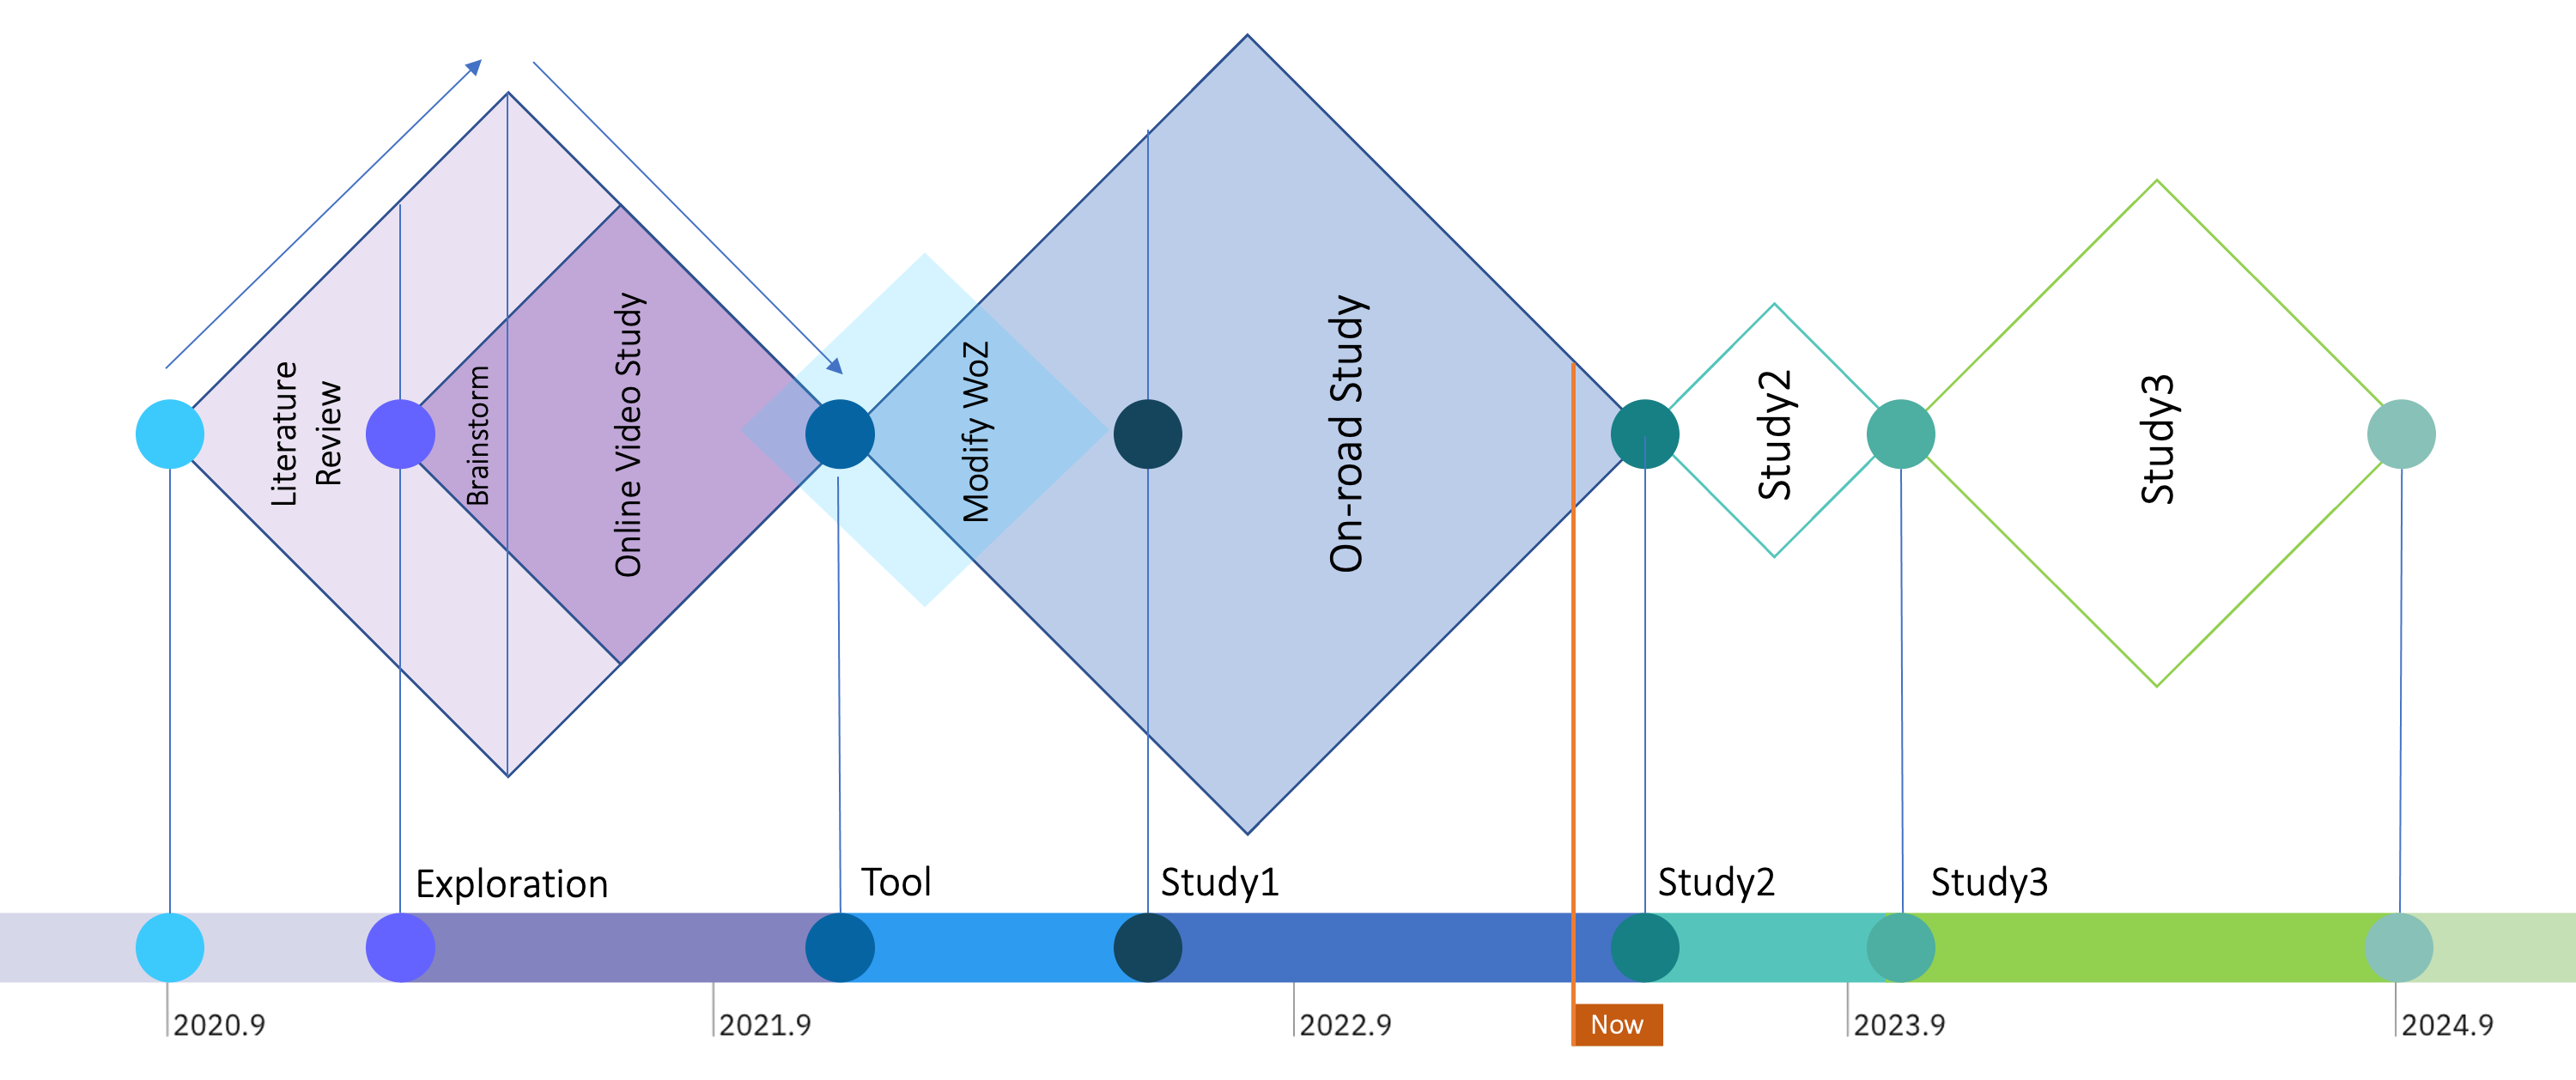 Literature
Review
Brainstorm
Online Video Study
Modify WoZ
On-road Study
Study2
Study3
Exploration
Tool
Study1
Study2
Study3
2020.9
2021.9
2022.9
Now
2023.9
2024.9